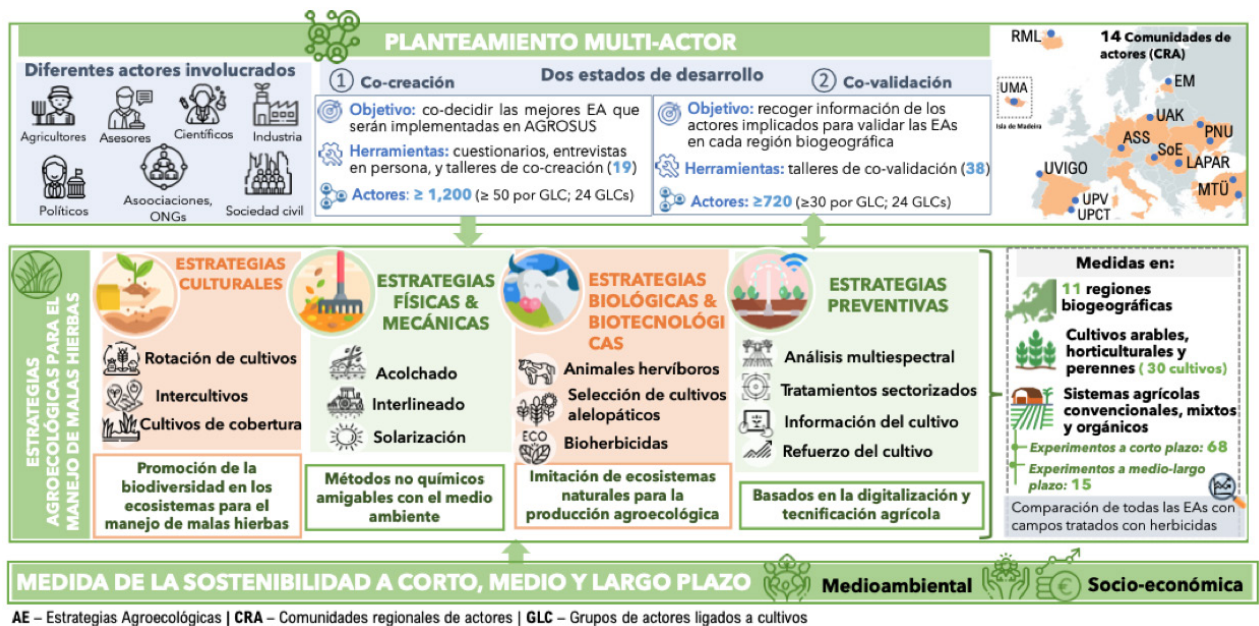 PLANTEAMIENTO MULTI-ACTOR
Diferentes actores involucrados
Agricultores
Asesores
Científicos
Industria
Políticos
Asoociaciones,
ONGs
Sociedad civil
Dos estados de desarrollo
1 Co-creación
Objetivo: co-decidir las mejores EA que
serán implementadas en AGROSUS
Herramientas: cuestionarios, entrevistas
en persona, y talleres de co-creación (19)
Actores: ≥ 1,200 (≥ 50 por GLC; 24 GLCs)
2 Co-validación
Objetivo: recoger información de los
actores implicados para validar las EAs
en cada región biogeográfica
Herramientas: talleres de co-validación (38)
Actores: ≥720 (≥30 por GLC; 24 GLCs)
14 Comunidades de
actores (CRA)
RML
EM
UMA
Isla de Madeira
UAK
PNU
ASS
SoE
LAPAR
UVIGO
MTÜ
UPV
UPCT
ESTRATEGIAS
AGROECOLÓGICAS PARA EL
MANEJO DE MALAS HIERBAS
ESTRATEGIAS
CULTURALES
Rotación de cultivos
Intercultivos
Cultivos de cobertura
Promoción de la
biodiversidad en los
ecosistemas para el
manejo de malas hierbas
ESTRATEGIAS
FÍSICAS &
MECÁNICAS
Acolchado
Interlineado
Solarización
Métodos no químicos
amigables con el medio
ambiente
ESTRATEGIAS
BIOLÓGICAS &
BIOTECNOLÓGI
CAS
Animales hervíboros
Selección de cultivos
alelopáticos
ECO
Bioherbicidas
Imitación de ecosistemas
naturales para la
producción agroecológica
ESTRATEGIAS
PREVENTIVAS
Análisis multiespectral
Tratamientos sectorizados
Información del cultivo
Refuerzo del cultivo
Basados en la digitalización y
tecnificación agrícola
Medidas en:
11 regiones
biogeográficas
Cultivos arables,
horticulturales y
perennes ( 30 cultivos)
Sistemas agrícolas
convencionales, mixtos
y orgánicos
Experimentos a corto plazo: 68
Experimentos a medio-largo
plazo: 15
Comparación de todas las EAs con
campos tratados con herbicidas
MEDIDA DE LA SOSTENIBILIDAD A CORTO, MEDIO Y LARGO PLAZO
Medioambiental
Socio-económica
AE – Estrategias Agroecológicas | CRA – Comunidades regionales de actores | GLC – Grupos de actores ligados a cultivos